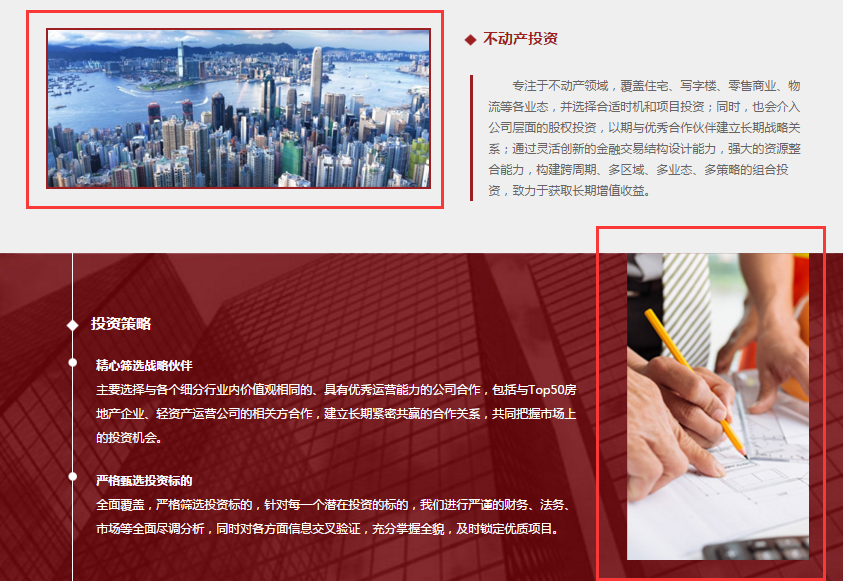 不动产投资
专注于不动产领域，覆盖住宅、写字楼、零售商业、物
流等各业态，并选择合适时机和项目投资；同时，也会介入
公司层面的股权投资，以期与优秀合作伙伴建立长期战略关
系；通过灵活创新的金融交易结构设计能力，强大的资源整
合能力，构建跨周期、多区域、多业态、多策略的组合投
资，致力于获取长期增值收益。
投资策略
精心筛选战略伙伴
主要选择与各个细分行业内价值观相同的、具有优秀运营能力的公司合作，包括与Top50房
地产企业、轻资产运营公司的相关方合作，建立长期紧密共赢的合作关系，共同把握市场上
的投资机会。
严格甄选投资标的
全面覆盖，严格筛选投资标的，针对每一个潜在投资的标的，我们进行严谨的财务、法务、
市场等全面尽调分析，同时对各方面信息交叉验证，充分掌握全貌，及时锁定优质项目。